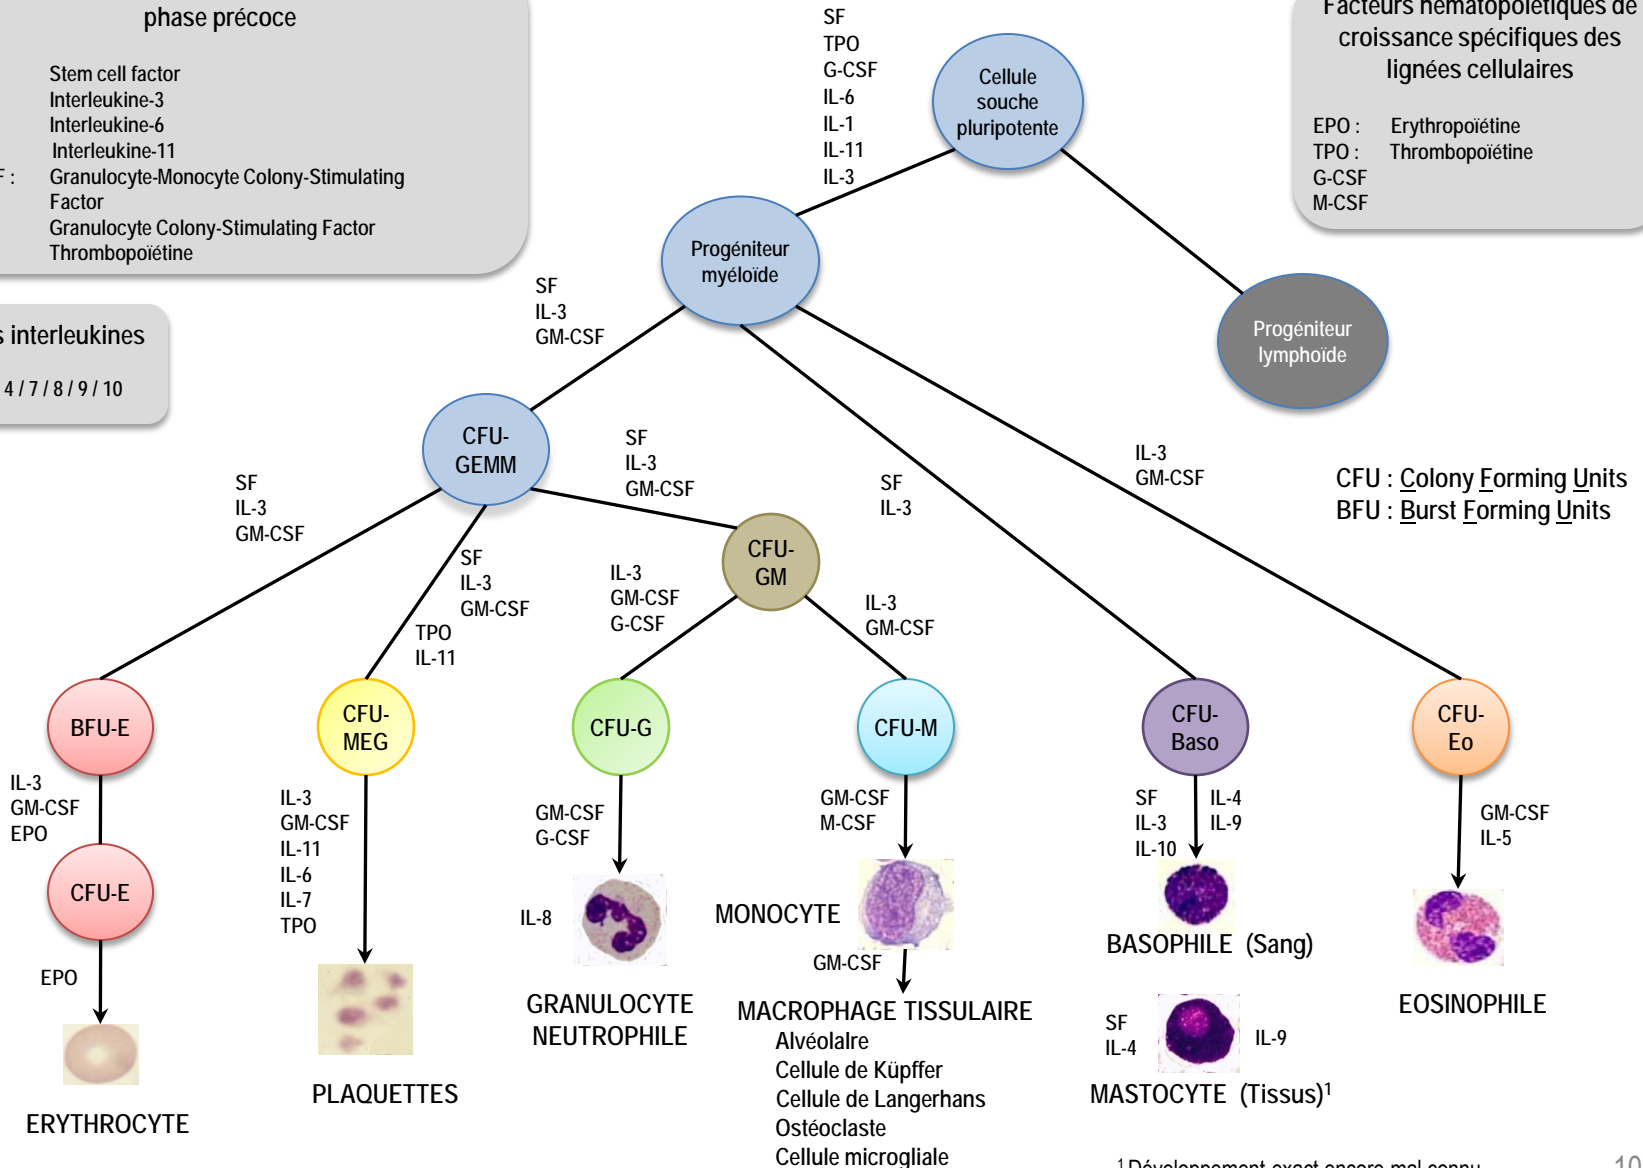 phase précoce
Stem cell factor
Interleukine-3
Interleukine-6
Interleukine-11
F : Granulocyte-Monocyte Colony-Stimulating
Factor
Granulocyte Colony-Stimulating Factor
Thrombopoïétine
s interleukines
4 / 7 / 8 / 9 / 10
Facteurs hématopoïétiques de
croissance spécifiques des
lignées cellulaires
EPO : Erythropoïétine
TPO : Thrombopoïétine
G-CSF
M-CSF
SF
TPO
G-CSF
IL-6
IL-1
IL-11
IL-3
Cellule
souche
pluripotente
Progéniteur
myéloïde
Progéniteur
lymphoïde
SF
IL-3
GM-CSF
CFU-
GEMM
SF
IL-3
GM-CSF
SF
IL-3
GM-CSF
SF
IL-3
GM-CSF
TPO
IL-11
CFU-
GM
IL-3
GM-CSF
G-CSF
IL-3
GM-CSF
SF
IL-3
IL-3
GM-CSF
CFU : Colony Forming Units
BFU : Burst Forming Units
BFU-E
CFU-
MEG
CFU-G
CFU-M
CFU-
Baso
CFU-
Eo
IL-3
GM-CSF
EPO
CFU-E
EPO
ERYTHROCYTE
IL-3
GM-CSF
IL-11
IL-6
IL-7
TPO
PLAQUETTES
GM-CSF
G-CSF
IL-8
GRANULOCYTE
NEUTROPHILE
GM-CSF
M-CSF
MONOCYTE
GM-CSF
MACROPHAGE TISSULAIRE
Alvéolaire
Cellule de Küpffer
Cellule de Langerhans
Ostéoclaste
Cellule microgliale
SF
IL-3
IL-10
IL-4
IL-9
BASOPHILE (Sang)
SF
IL-4
IL-9
MASTOCYTE (Tissus)¹
GM-CSF
IL-5
EOSINOPHILE
¹ Développement exact encore mal connu
10